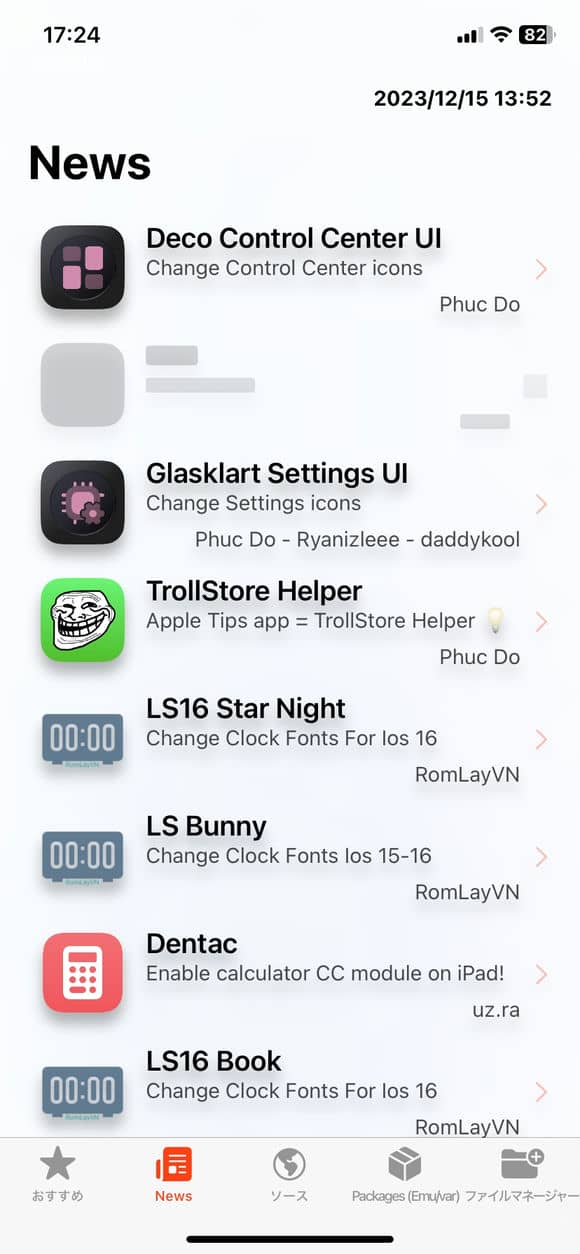 17:24
82
2023/12/15 13:52
News
Deco Control Center UI
Change Control Center icons
Phuc Do
Glasklart Settings UI
Change Settings icons
Phuc Do - Ryanizleee - daddykool
TrollStore Helper
Apple Tips app = TrollStore Helper 💡
Phuc Do
LS16 Star Night
00:00
RomLayVN
Change Clock Fonts For Ios 16
RomLayVN
LS Bunny
00:00
RomLayVN
Change Clock Fonts Ios 15-16
RomLayVN
Dentac
Enable calculator CC module on iPad!
uz.ra
LS16 Book
00:00
RomLayVN
Change Clock Fonts For Ios 16
RomLayVN
おすすめ
News
ソース
Packages (Emu/var)
ファイルマネージャー